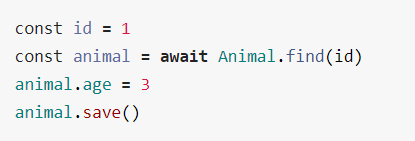 const id = 1
const animal = await Animal.find(id)
animal.age = 3
animal.save()